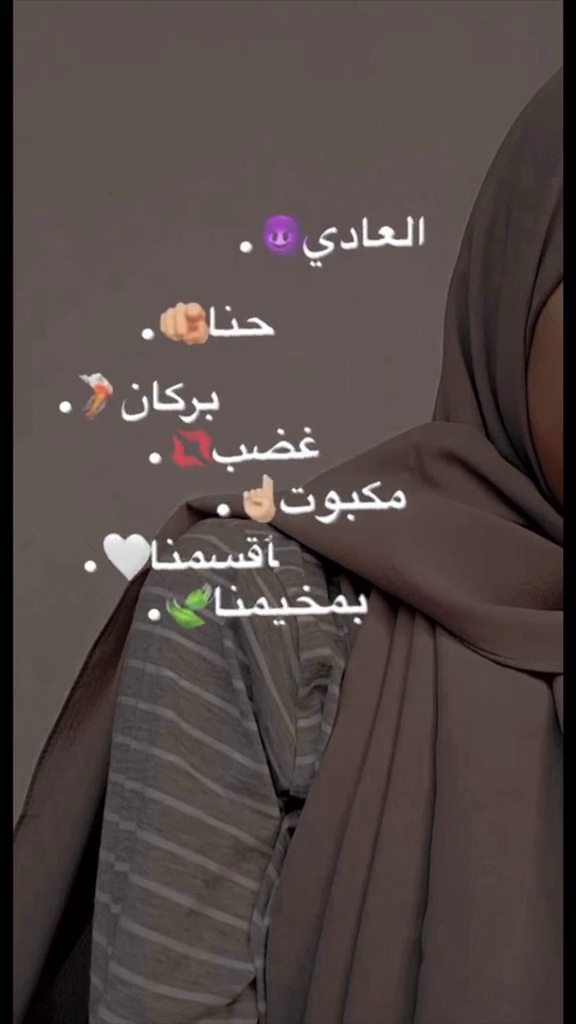 العادي😈.
حنا🫵🏼.
بركان
غضب💋.
مكبوت☝🏼.
أقسمنا🤍.
بمخيمنا🌿.